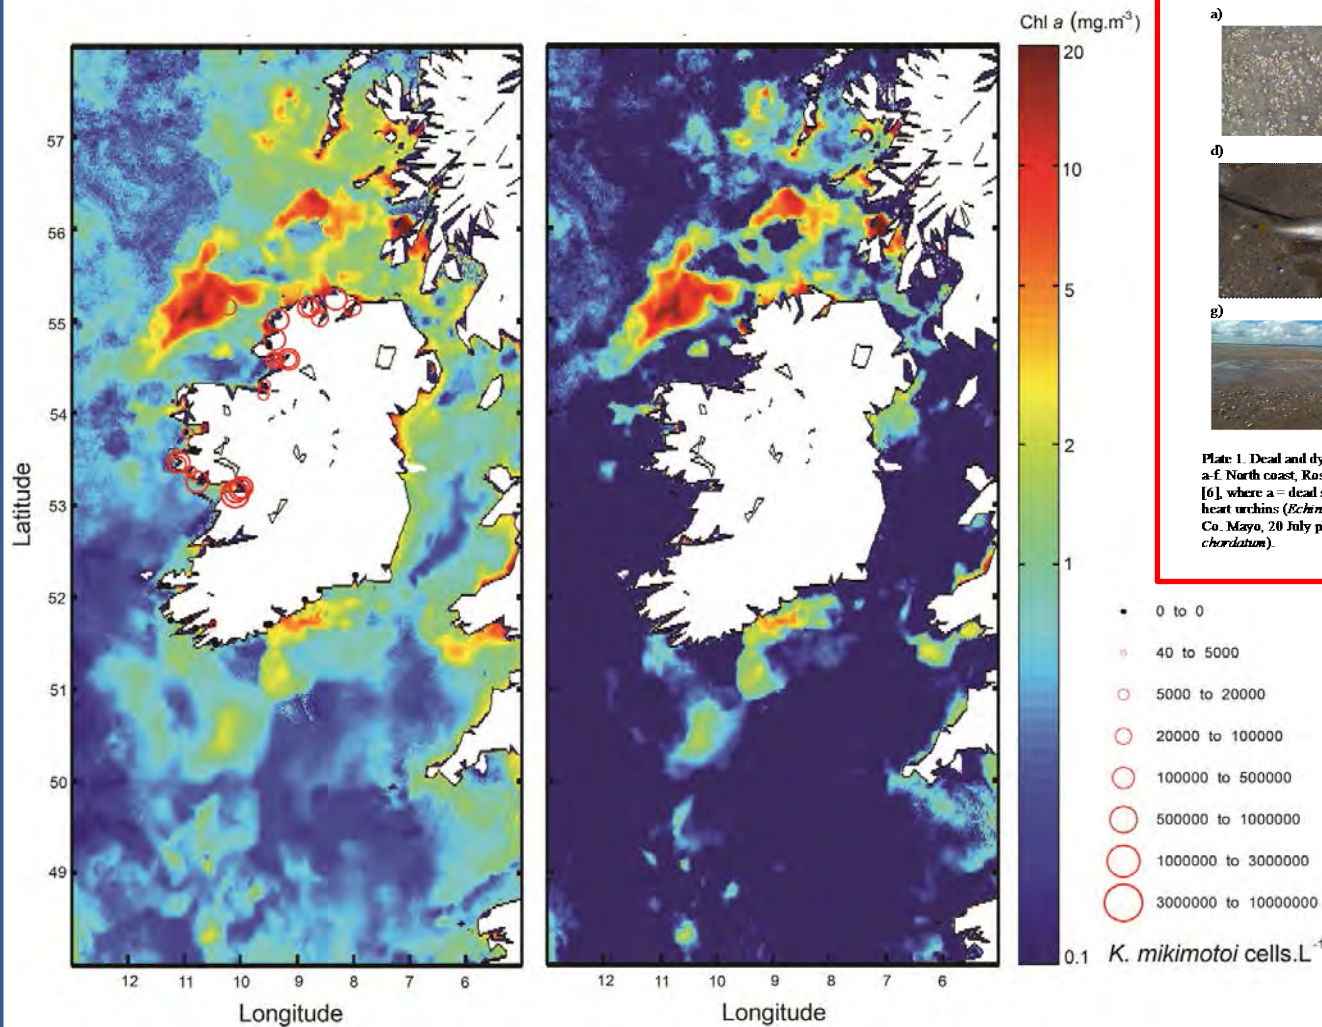 Chl a (mg.m⁻³)
20
10
5
2
1
0.1
57
56
55
54
53
52
51
50
49
Latitude
12 11 10 9 8 7 6
Longitude
12 11 10 9 8 7 6
Longitude
a)
d)
g)
Plate 1. Dead and dy
a-f. North coast, Ros
[6], where a = dead s
heart urchins (Echin
Co. Mayo, 20 July p
chordatum).
0 to 0
40 to 5000
5000 to 20000
20000 to 100000
100000 to 500000
500000 to 1000000
1000000 to 3000000
3000000 to 10000000
K. mikimotoi cells.L⁻¹